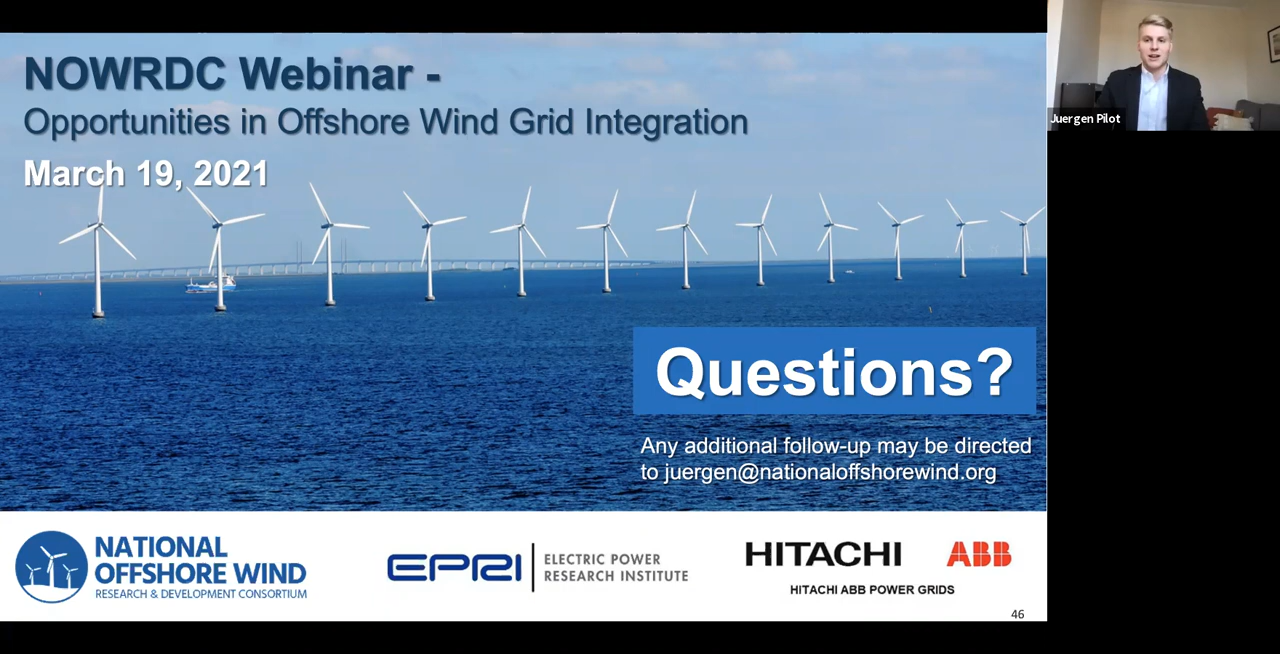 NOWRDC Webinar -
Opportunities in Offshore Wind Grid Integration
March 19, 2021
Juergen Pilot
Questions?
Any additional follow-up may be directed
to juergen@nationaloffshorewind.org
NATIONAL
OFFSHORE WIND
RESEARCH & DEVELOPMENT CONSORTIUM
EPRI
ELECTRIC POWER
RESEARCH INSTITUTE
HITACHI ABB
HITACHI ABB POWER GRIDS
46